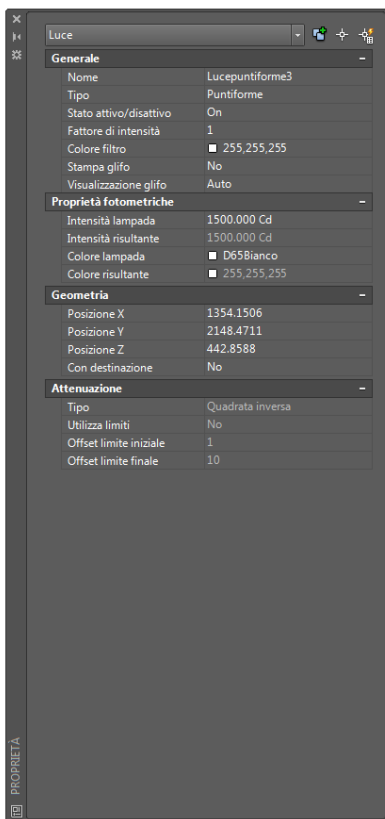 Luce
Generale
Nome Lucepuntiforme3
Tipo Puntiforme
Stato attivo/disattivo On
Fattore di intensità 1
Colore filtro 255,255,255
Stampa glifo No
Visualizzazione glifo Auto
Proprietà fotometriche
Intensità lampada 1500.000 Cd
Intensità risultante 1500.000 Cd
Colore lampada D65Bianco
Colore risultante 255,255,255
Geometria
Posizione X 1354.1506
Posizione Y 2148.4711
Posizione Z 442.8588
Con destinazione No
Attenuazione
Tipo Quadrata inversa
Utilizza limiti No
Offset limite iniziale 1
Offset limite finale 10
PROPRIETÀ